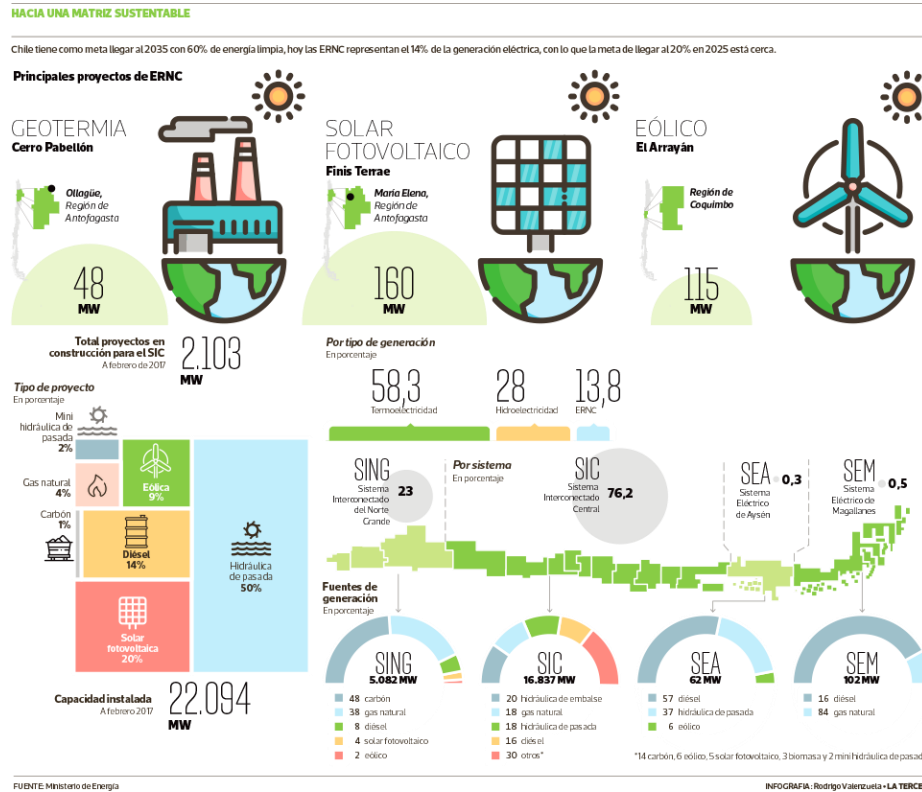 HACIA UNA MATRIZ SUSTENTABLE
Chile tiene como meta llegar al 2035 con 60% de energía limpia, hoy las ERNC representan el 14% de la generación eléctrica, con lo que la meta de llegar al 20% en 2025 está cerca.
Principales proyectos de ERNC
GEOTERMIA
Cerro Pabellón
Ollagüe,
Región de
Antofagasta
48
MW
SOLAR
FOTOVOLTAICO
Finis Terrae
María Elena,
Región de
Antofagasta
160
MW
EÓLICO
El Arrayán
Región de
Coquimbo
115
MW
Total proyectos en
construcción para el SIC
A febrero de 2017
2.103
MW
Tipo de proyecto
En porcentaje
Mini
hidráulica de
pasada
2%
Gas natural
4%
Carbón
1%
Eólica
9%
Diésel
14%
Solar
fotovoltaica
20%
Hidráulica
de pasada
50%
Capacidad instalada
A febrero 2017
22.094
MW
Por tipo de generación
En porcentaje
58,3
Termoelectricidad
28
Hidroelectricidad
13,8
ERNC
Por sistema
En porcentaje
SING
Sistema
Interconectado
del Norte
Grande
23
SIC
Sistema
Interconectado
Central
76,2
SEA
Sistema
Eléctrico
de Aysén
0,3
SEM
Sistema
Eléctrico de
Magallanes
0,5
Fuentes de
generación
En porcentaje
SING
5.082 MW
48 carbón
38 gas natural
8 diésel
4 solar fotovoltaico
2 eólico
SIC
16.837 MW
20 hidráulica de embalse
18 gas natural
18 hidráulica de pasada
16 diésel
30 otros*
SEA
62 MW
57 diésel
37 hidráulica de pasada
6 eólico
SEM
102 MW
16 diésel
84 gas natural
*14 carbón, 6 eólico, 5 solar fotovoltaico, 3 biomasa y 2 mini hidráulica de pasad
FUENTE: Ministerio de Energía
INFOGRAFIA: Rodrigo Valenzuela • LA TERCE